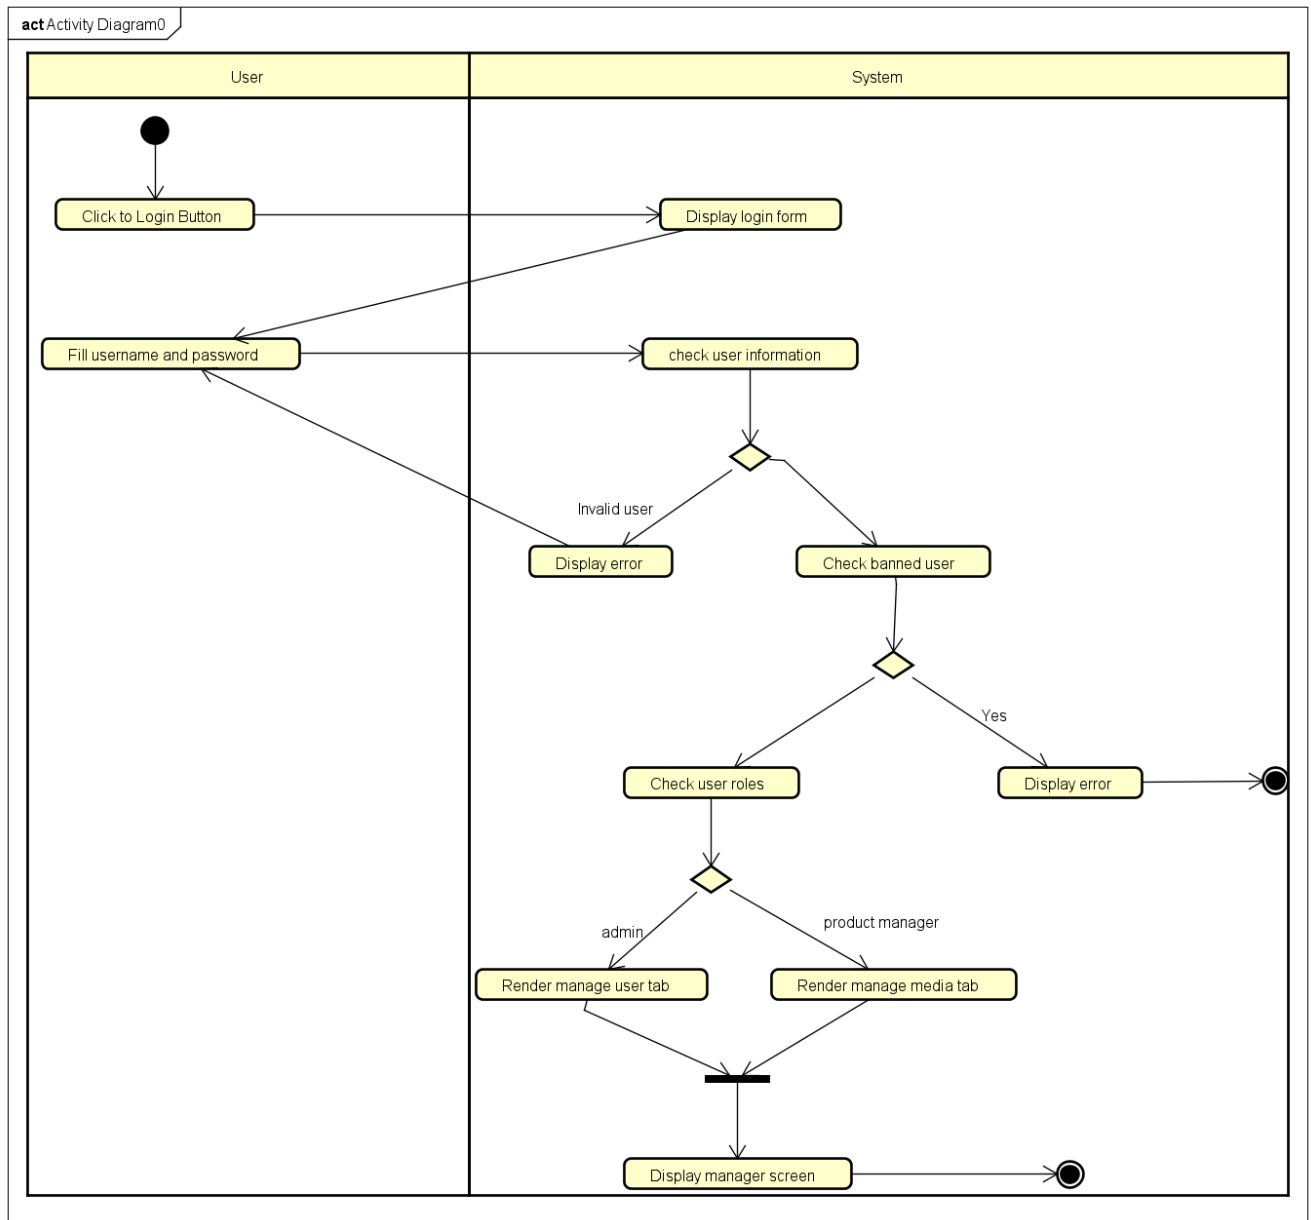 act Activity Diagram0
User
System
Click to Login Button
Display login form
Fill username and password
check user information
Invalid user
Display error
Check banned user
Yes
Check user roles
Display error
admin
product manager
Render manage user tab
Render manage media tab
Display manager screen